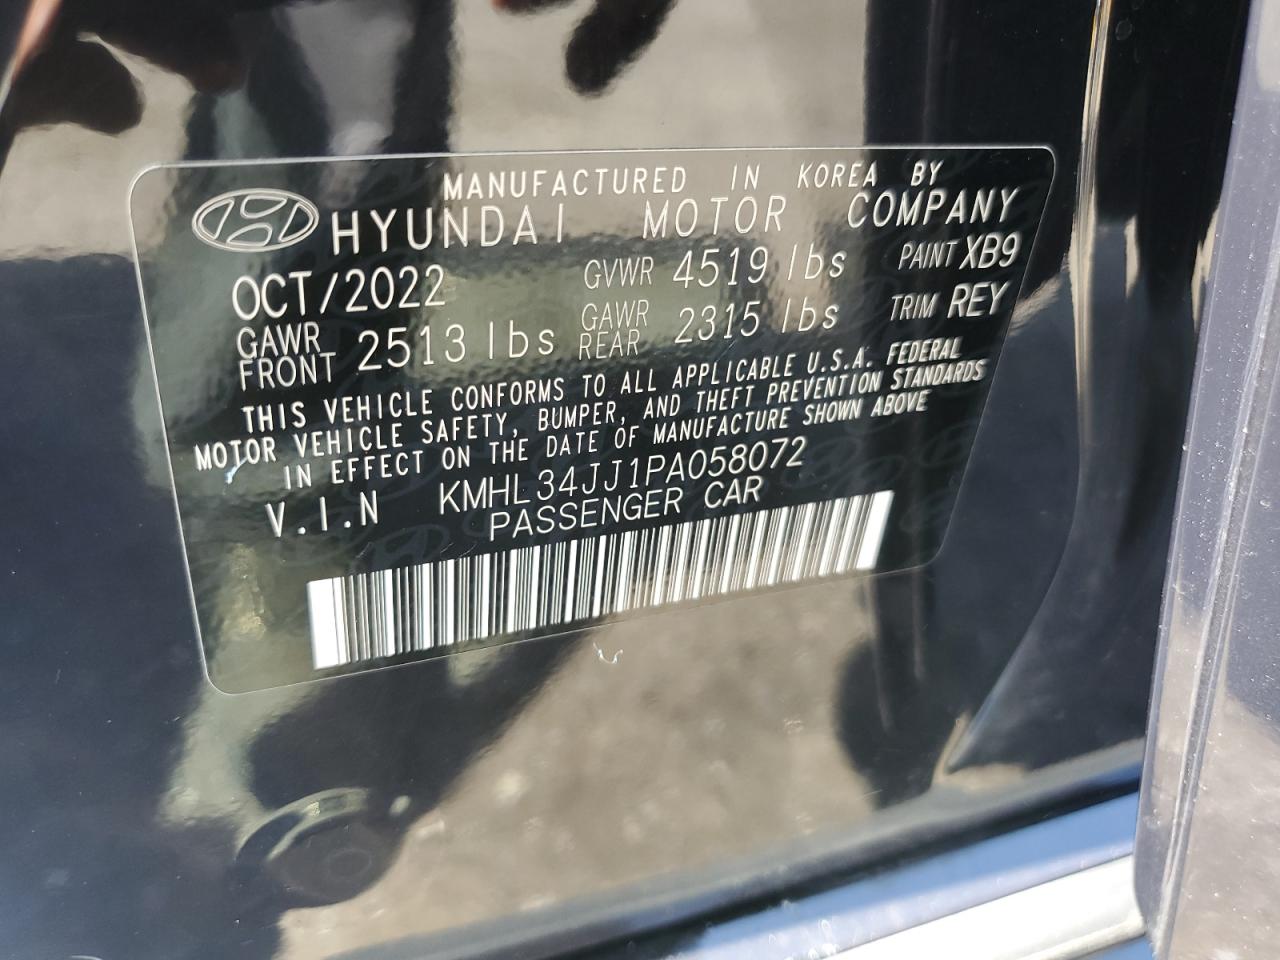 MANUFACTURED IN KOREA BY
HYUNDAI MOTOR COMPANY
OCT/2022 GVWR 4519 lbs PAINT XB9
GAWR FRONT 2513 lbs GAWR REAR 2315 lbs TRIM REY
THIS VEHICLE CONFORMS TO ALL APPLICABLE U.S.A. FEDERAL
MOTOR VEHICLE SAFETY, BUMPER, AND THEFT PREVENTION STANDARDS
IN EFFECT ON THE DATE OF MANUFACTURE SHOWN ABOVE
V.I.N KMHL34JJ1PA058072
PASSENGER CAR